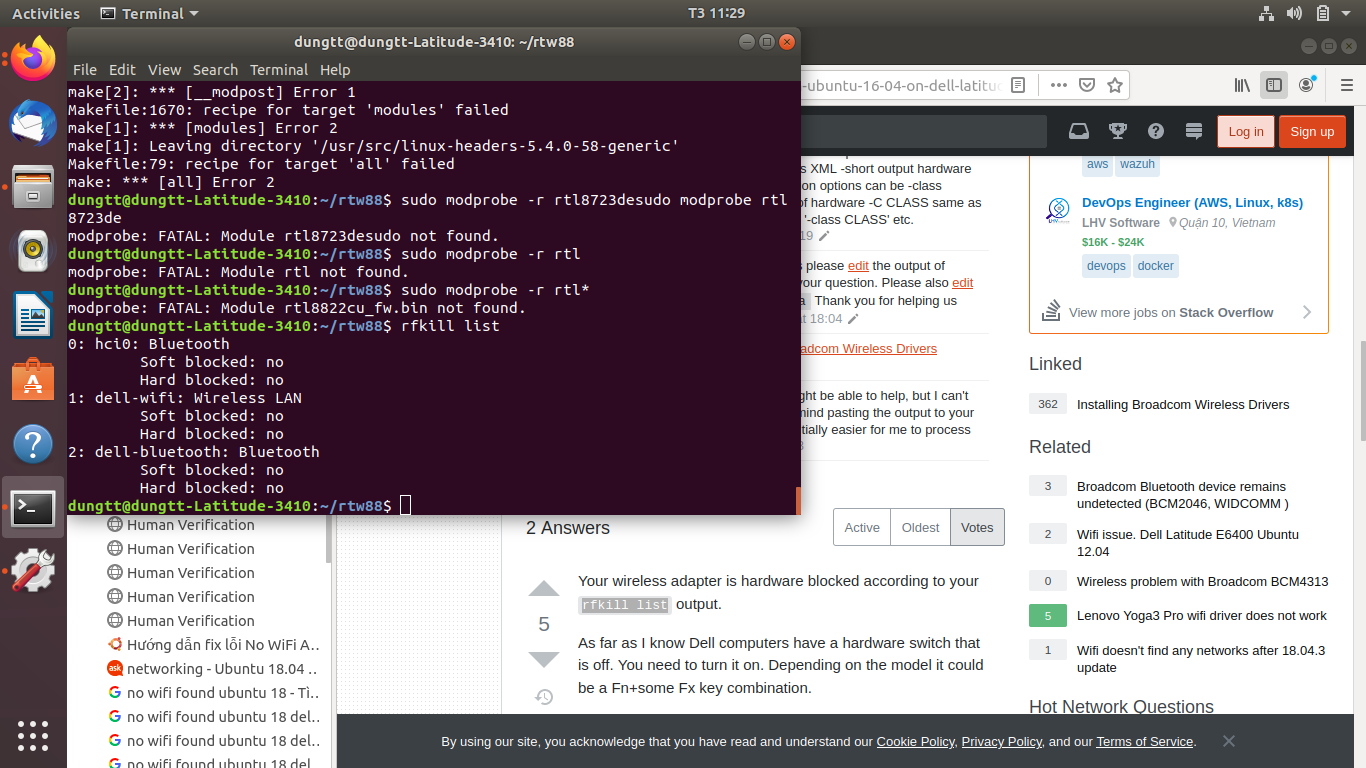 Activities
Terminal
T3 11:29
dungtt@dungtt-Latitude-3410: ~/rtw88
File Edit View Search Terminal Help
make[2]: *** [__modpost] Error 1
Makefile:1670: recipe for target 'modules' failed
make[1]: *** [modules] Error 2
make[1]: Leaving directory '/usr/src/linux-headers-5.4.0-58-generic'
Makefile:79: recipe for target 'all' failed
make: *** [all] Error 2
dungtt@dungtt-Latitude-3410:~/rtw88$ sudo modprobe -r rtl8723desudo modprobe rtl
8723de
modprobe: FATAL: Module rtl8723desudo not found.
dungtt@dungtt-Latitude-3410:~/rtw88$ sudo modprobe -r rtl
modprobe: FATAL: Module rtl not found.
dungtt@dungtt-Latitude-3410:~/rtw88$ sudo modprobe -r rtl*
modprobe: FATAL: Module rtl8822cu_fw.bin not found.
dungtt@dungtt-Latitude-3410:~/rtw88$ rfkill list
0: hci0: Bluetooth
Soft blocked: no
Hard blocked: no
1: dell-wifi: Wireless LAN
Soft blocked: no
Hard blocked: no
2: dell-bluetooth: Bluetooth
Soft blocked: no
Hard blocked: no
dungtt@dungtt-Latitude-3410:~/rtw88$
Human Verification
Human Verification
Human Verification
Human Verification
Human Verification
Hướng dẫn fix lỗi No WiFi A…
networking - Ubuntu 18.04 …
no wifi found ubuntu 18 - Tì…
no wifi found ubuntu 18 del…
no wifi found ubuntu 18 del…
no wifi found ubuntu 18 del…
-ubuntu-16-04-on-dell-latitud
Log in
Sign up
s XML -short output hardware
on options can be -class
of hardware -C CLASS same as
'-class CLASS' etc.
19
s please edit the output of
your question. Please also edit
a Thank you for helping us
at 18:04
adcom Wireless Drivers
ght be able to help, but I can't
mind pasting the output to your
tially easier for me to process
2 Answers
Active
Oldest
Votes
5
Your wireless adapter is hardware blocked according to your
rfkill list output.
As far as I know Dell computers have a hardware switch that
is off. You need to turn it on. Depending on the model it could
be a Fn+some Fx key combination.
aws
wazuh
DevOps Engineer (AWS, Linux, k8s)
LHV Software Quận 10, Vietnam
$16K - $24K
devops
docker
View more jobs on Stack Overflow
Linked
362 Installing Broadcom Wireless Drivers
Related
3 Broadcom Bluetooth device remains
undetected (BCM2046, WIDCOMM )
2 Wifi issue. Dell Latitude E6400 Ubuntu
12.04
0 Wireless problem with Broadcom BCM4313
5 Lenovo Yoga3 Pro wifi driver does not work
1 Wifi doesn't find any networks after 18.04.3
update
Hot Network Questions
By using our site, you acknowledge that you have read and understand our Cookie Policy, Privacy Policy, and our Terms of Service.